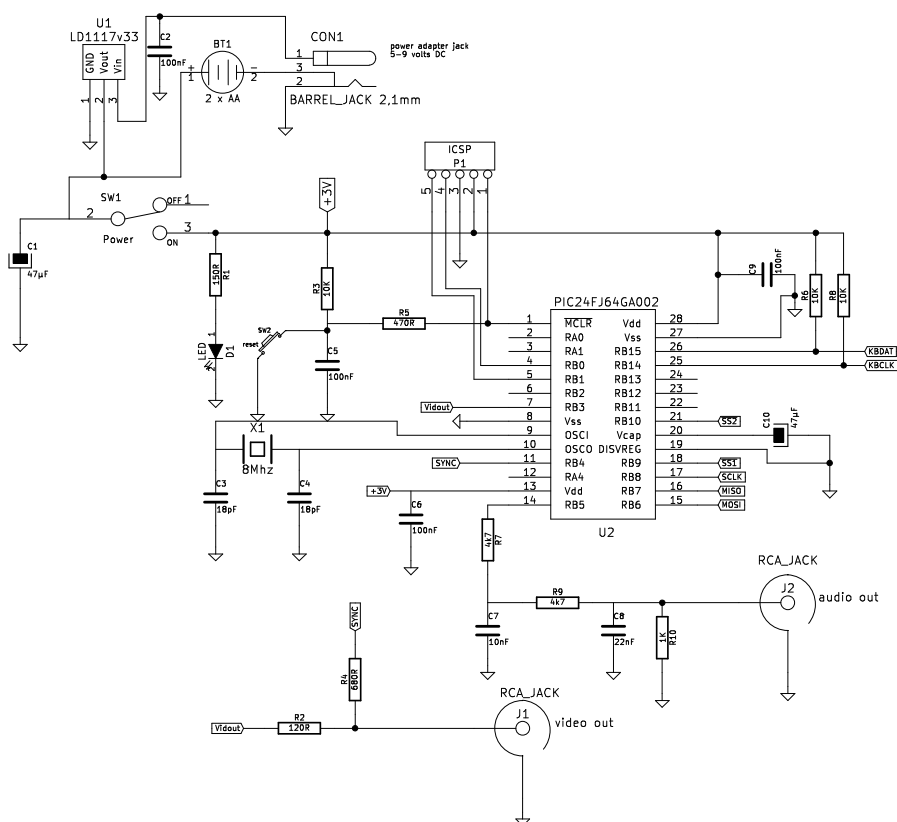 U1
LD1117v33
GND
Vout
Vin
1
2
3
C2
100nF
BT1
+
1
-
2
2 x AA
CON1
1
3
2
power adapter jack
5-9 volts DC
BARREL_JACK 2,1mm
SW1
2
OFF 1
3
ON
Power
C1
47µF
+3V
ICSP
P1
5
4
3
2
1
150R
R1
LED
1
2
D1
R3
10K
SW2
reset
C5
100nF
R5
470R
C9
100nF
R6
10K
R8
10K
PIC24FJ64GA002
1 MCLR
2 RA0
3 RA1
4 RB0
5 RB1
6 RB2
7 RB3
8 Vss
9 OSCI
10 OSCO
11 RB4
12 RA4
13 Vdd
14 RB5
Vdd 28
Vss 27
RB15 26
RB14 25
RB13 24
RB12 23
RB11 22
RB10 21
Vcap 20
DISVREG 19
RB9 18
RB8 17
RB7 16
RB6 15
U2
KBDAT
KBCLK
SS2
C10
47µF
SS1
SCLK
MISO
MOSI
Vidout
X1
8Mhz
SYNC
+3V
C3
18pF
C4
18pF
C6
100nF
4k7
R7
R9
4k7
C7
10nF
C8
22nF
1K
R10
RCA_JACK
J2
audio out
SYNC
R4
680R
Vidout
R2
120R
RCA_JACK
J1
video out